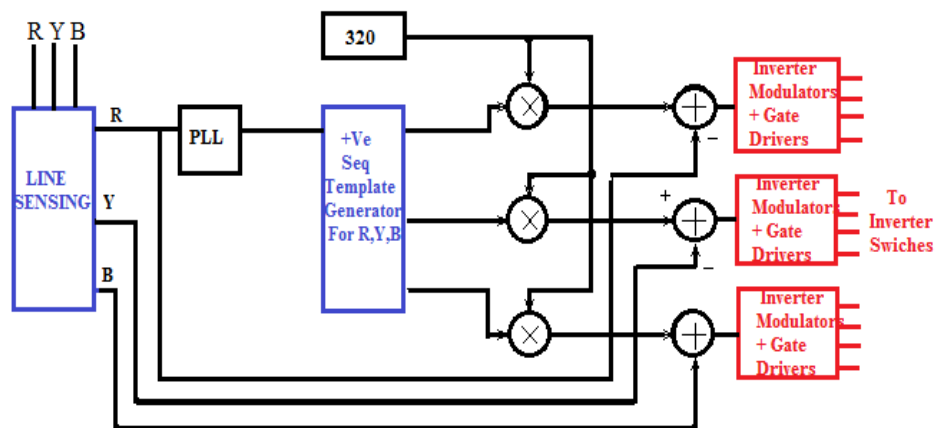 R Y B
320
LINE
SENSING
R
Y
B
PLL
+Ve
Seq
Template
Generator
For R,Y,B
×
×
×
+
−
+
+
−
+
Inverter
Modulators
+ Gate
Drivers
Inverter
Modulators
+ Gate
Drivers
Inverter
Modulators
+ Gate
Drivers
To
Inverter
Swiches